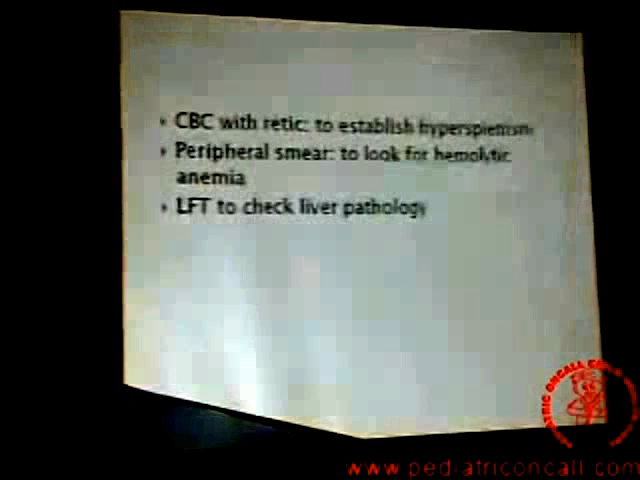 CBC with retic: to establish hypersplenism
Peripheral smear: to look for hemolytic
anemia
LFT to check liver pathology
www.pediatriconcall.com